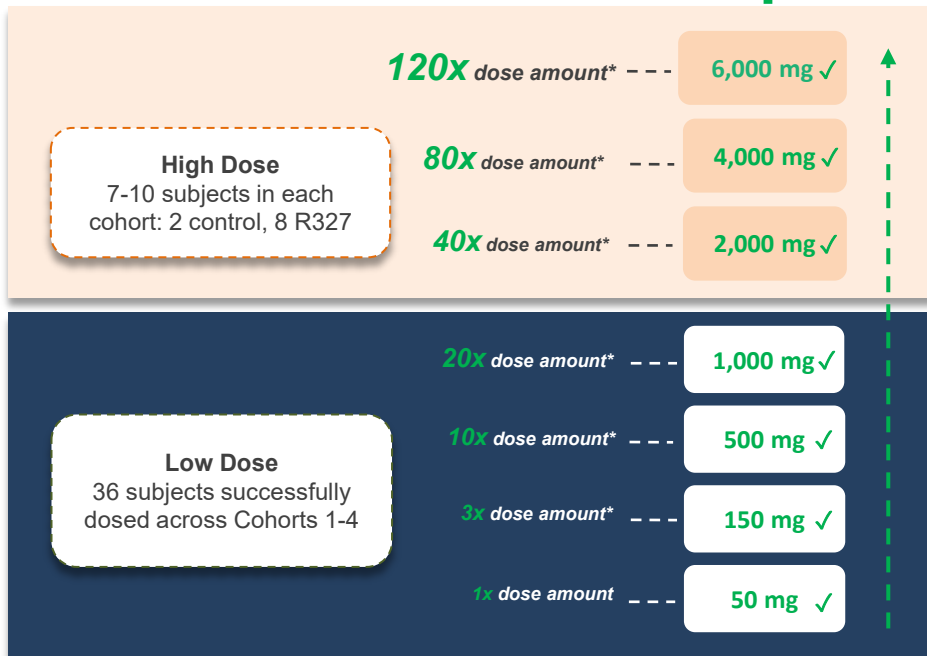 120x dose amount* 6,000 mg ✓
High Dose
7-10 subjects in each
cohort: 2 control, 8 R327
80x dose amount* 4,000 mg ✓
40x dose amount* 2,000 mg ✓
20x dose amount* 1,000 mg ✓
Low Dose
36 subjects successfully
dosed across Cohorts 1-4
10x dose amount* 500 mg ✓
3x dose amount* 150 mg ✓
1x dose amount 50 mg ✓